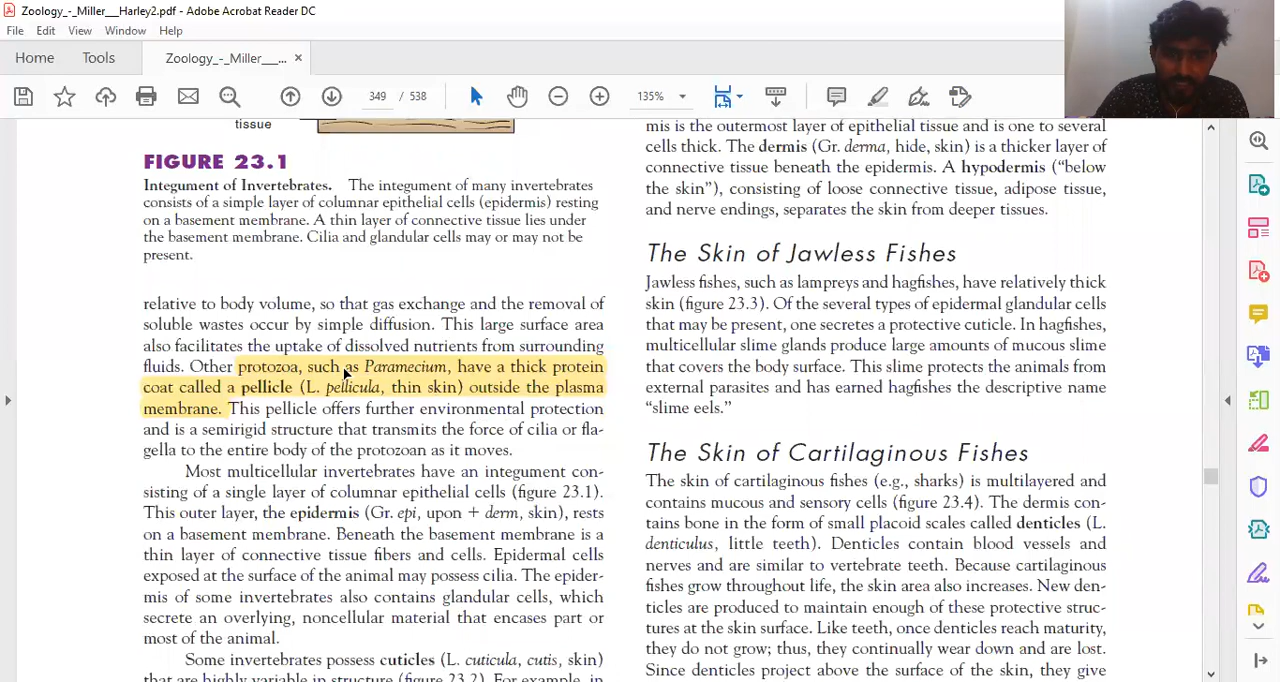 Zoology_-_Miller___Harley2.pdf - Adobe Acrobat Reader DC
File Edit View Window Help
Home Tools Zoology_-_Miller___... ×
349 / 538 135%
tissue
FIGURE 23.1
Integument of Invertebrates. The integument of many invertebrates
consists of a simple layer of columnar epithelial cells (epidermis) resting
on a basement membrane. A thin layer of connective tissue lies under
the basement membrane. Cilia and glandular cells may or may not be
present.
relative to body volume, so that gas exchange and the removal of
soluble wastes occur by simple diffusion. This large surface area
also facilitates the uptake of dissolved nutrients from surrounding
fluids. Other protozoa, such as Paramecium, have a thick protein
coat called a pellicle (L. pellicula, thin skin) outside the plasma
membrane. This pellicle offers further environmental protection
and is a semirigid structure that transmits the force of cilia or fla-
gella to the entire body of the protozoan as it moves.
Most multicellular invertebrates have an integument con-
sisting of a single layer of columnar epithelial cells (figure 23.1).
This outer layer, the epidermis (Gr. epi, upon + derm, skin), rests
on a basement membrane. Beneath the basement membrane is a
thin layer of connective tissue fibers and cells. Epidermal cells
exposed at the surface of the animal may possess cilia. The epider-
mis of some invertebrates also contains glandular cells, which
secrete an overlying, noncellular material that encases part or
most of the animal.
Some invertebrates possess cuticles (L. cuticula, cutis, skin)
that are highly variable in structure (figure 23.2). For example, in
mis is the outermost layer of epithelial tissue and is one to several
cells thick. The dermis (Gr. derma, hide, skin) is a thicker layer of
connective tissue beneath the epidermis. A hypodermis ("below
the skin"), consisting of loose connective tissue, adipose tissue,
and nerve endings, separates the skin from deeper tissues.
The Skin of Jawless Fishes
Jawless fishes, such as lampreys and hagfishes, have relatively thick
skin (figure 23.3). Of the several types of epidermal glandular cells
that may be present, one secretes a protective cuticle. In hagfishes,
multicellular slime glands produce large amounts of mucous slime
that covers the body surface. This slime protects the animals from
external parasites and has earned hagfishes the descriptive name
"slime eels."
The Skin of Cartilaginous Fishes
The skin of cartilaginous fishes (e.g., sharks) is multilayered and
contains mucous and sensory cells (figure 23.4). The dermis con-
tains bone in the form of small placoid scales called denticles (L.
denticulus, little teeth). Denticles contain blood vessels and
nerves and are similar to vertebrate teeth. Because cartilaginous
fishes grow throughout life, the skin area also increases. New den-
ticles are produced to maintain enough of these protective struc-
tures at the skin surface. Like teeth, once denticles reach maturity,
they do not grow; thus, they continually wear down and are lost.
Since denticles project above the surface of the skin, they give